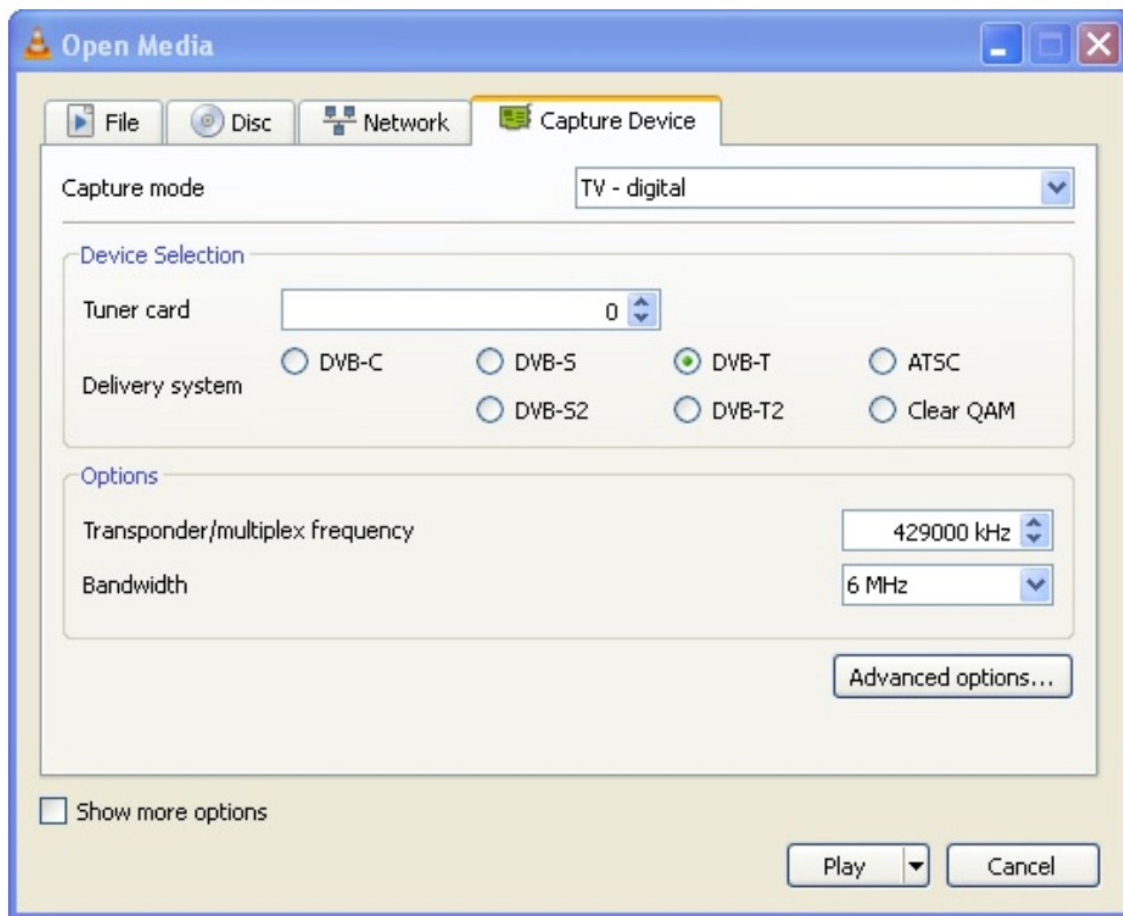 Open Media
File Disc Network Capture Device
Capture mode TV - digital
Device Selection
Tuner card 0
DVB-C DVB-S DVB-T ATSC
Delivery system
DVB-S2 DVB-T2 Clear QAM
Options
Transponder/multiplex frequency 429000 kHz
Bandwidth 6 MHz
Advanced options...
Show more options
Play Cancel